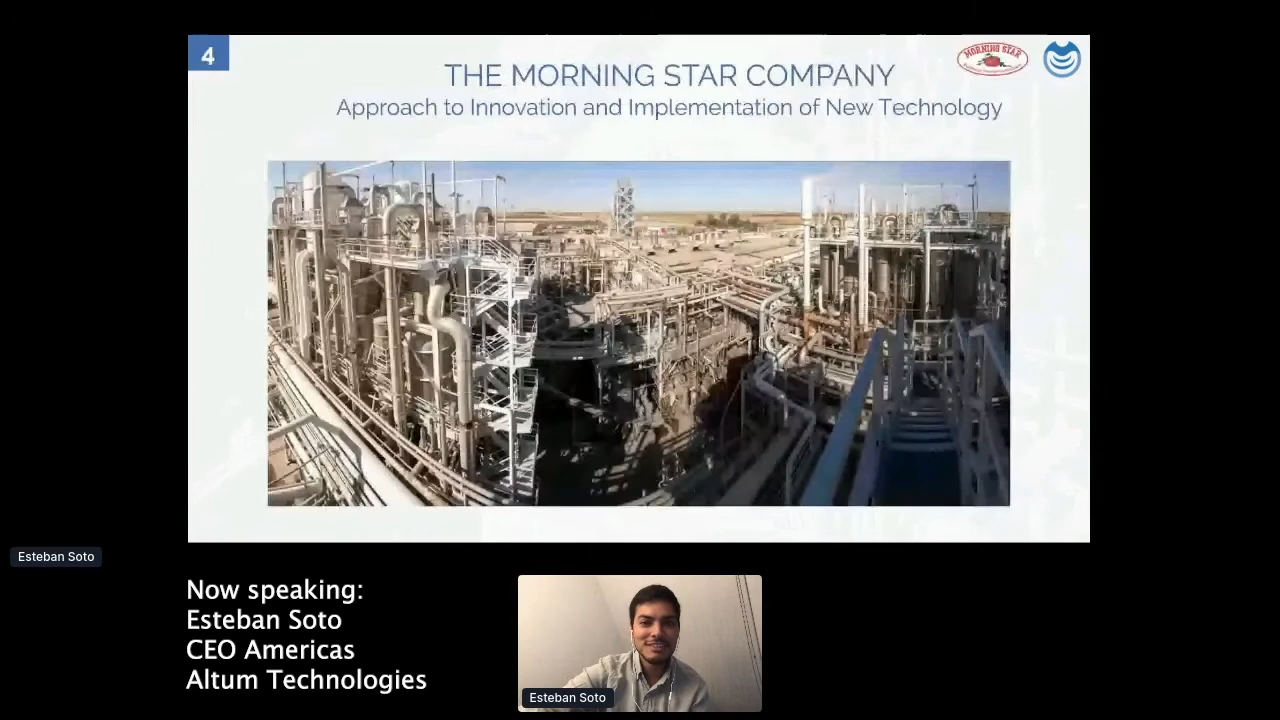 4
MORNING STAR
THE MORNING STAR COMPANY
Approach to Innovation and Implementation of New Technology
Esteban Soto
Now speaking:
Esteban Soto
CEO Americas
Altum Technologies
Esteban Soto